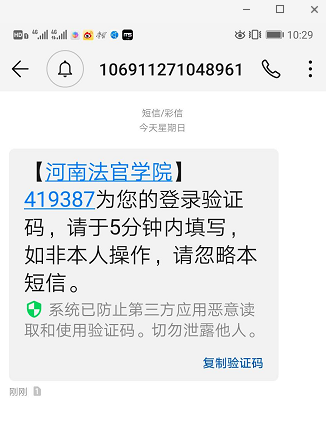 HD 4G 4G 10:29
106911271048961
短信/彩信
今天星期日
【河南法官学院】
419387为您的登录验证
码，请于5分钟内填写，
如非本人操作，请忽略本
短信。
系统已防止第三方应用恶意读
取和使用验证码。切勿泄露他人。
复制验证码
刚刚 1